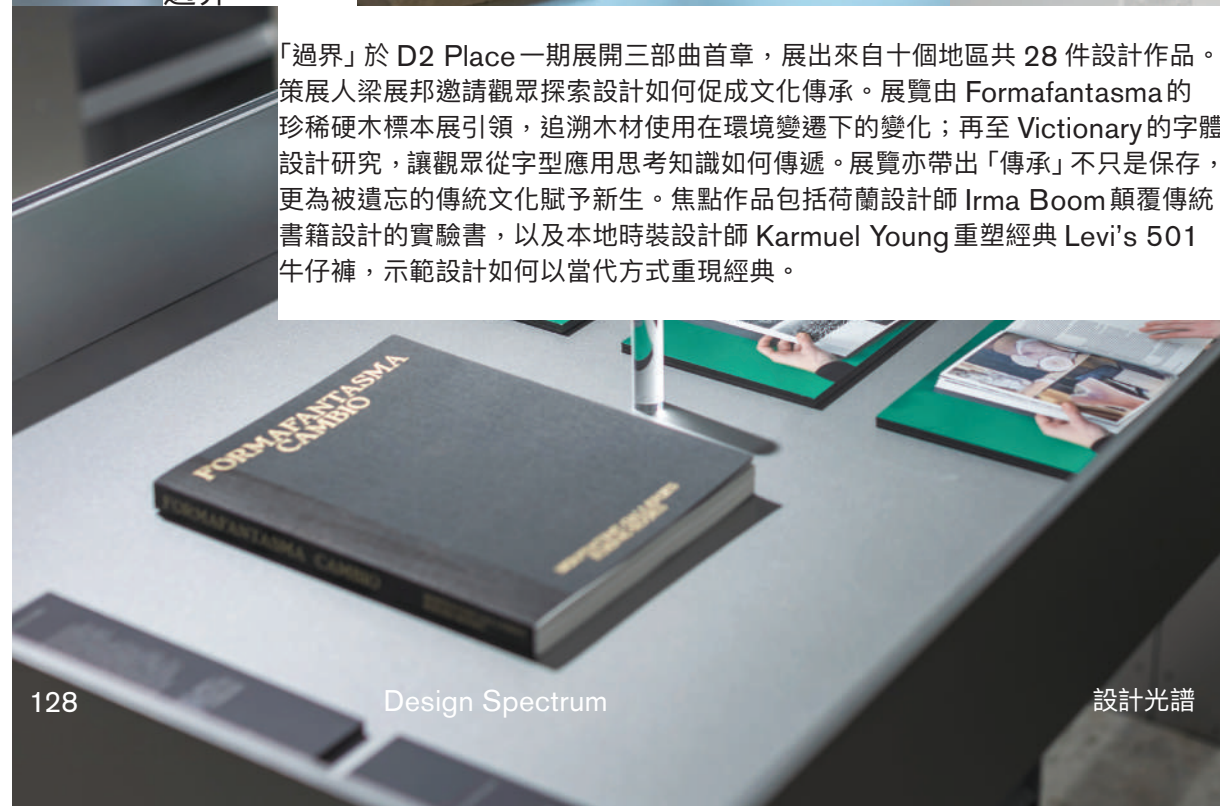 「過界」於 D2 Place 一期展開三部曲首章，展出來自十個地區共 28 件設計作品。
策展人梁展邦邀請觀眾探索設計如何促成文化傳承。展覽由 Formafantasma 的
珍稀硬木標本展引領，追溯木材使用在環境變遷下的變化；再至 Victionary 的字體
設計研究，讓觀眾從字型應用思考知識如何傳遞。展覽亦帶出「傳承」不只是保存，
更為被遺忘的傳統文化賦予新生。焦點作品包括荷蘭設計師 Irma Boom 顛覆傳統
書籍設計的實驗書，以及本地時裝設計師 Karmuel Young 重塑經典 Levi's 501
牛仔褲，示範設計如何以當代方式重現經典。
FORMAFANTASMA
CAMBIO
FORMAFANTASMA CAMBIO
128
Design Spectrum
設計光譜